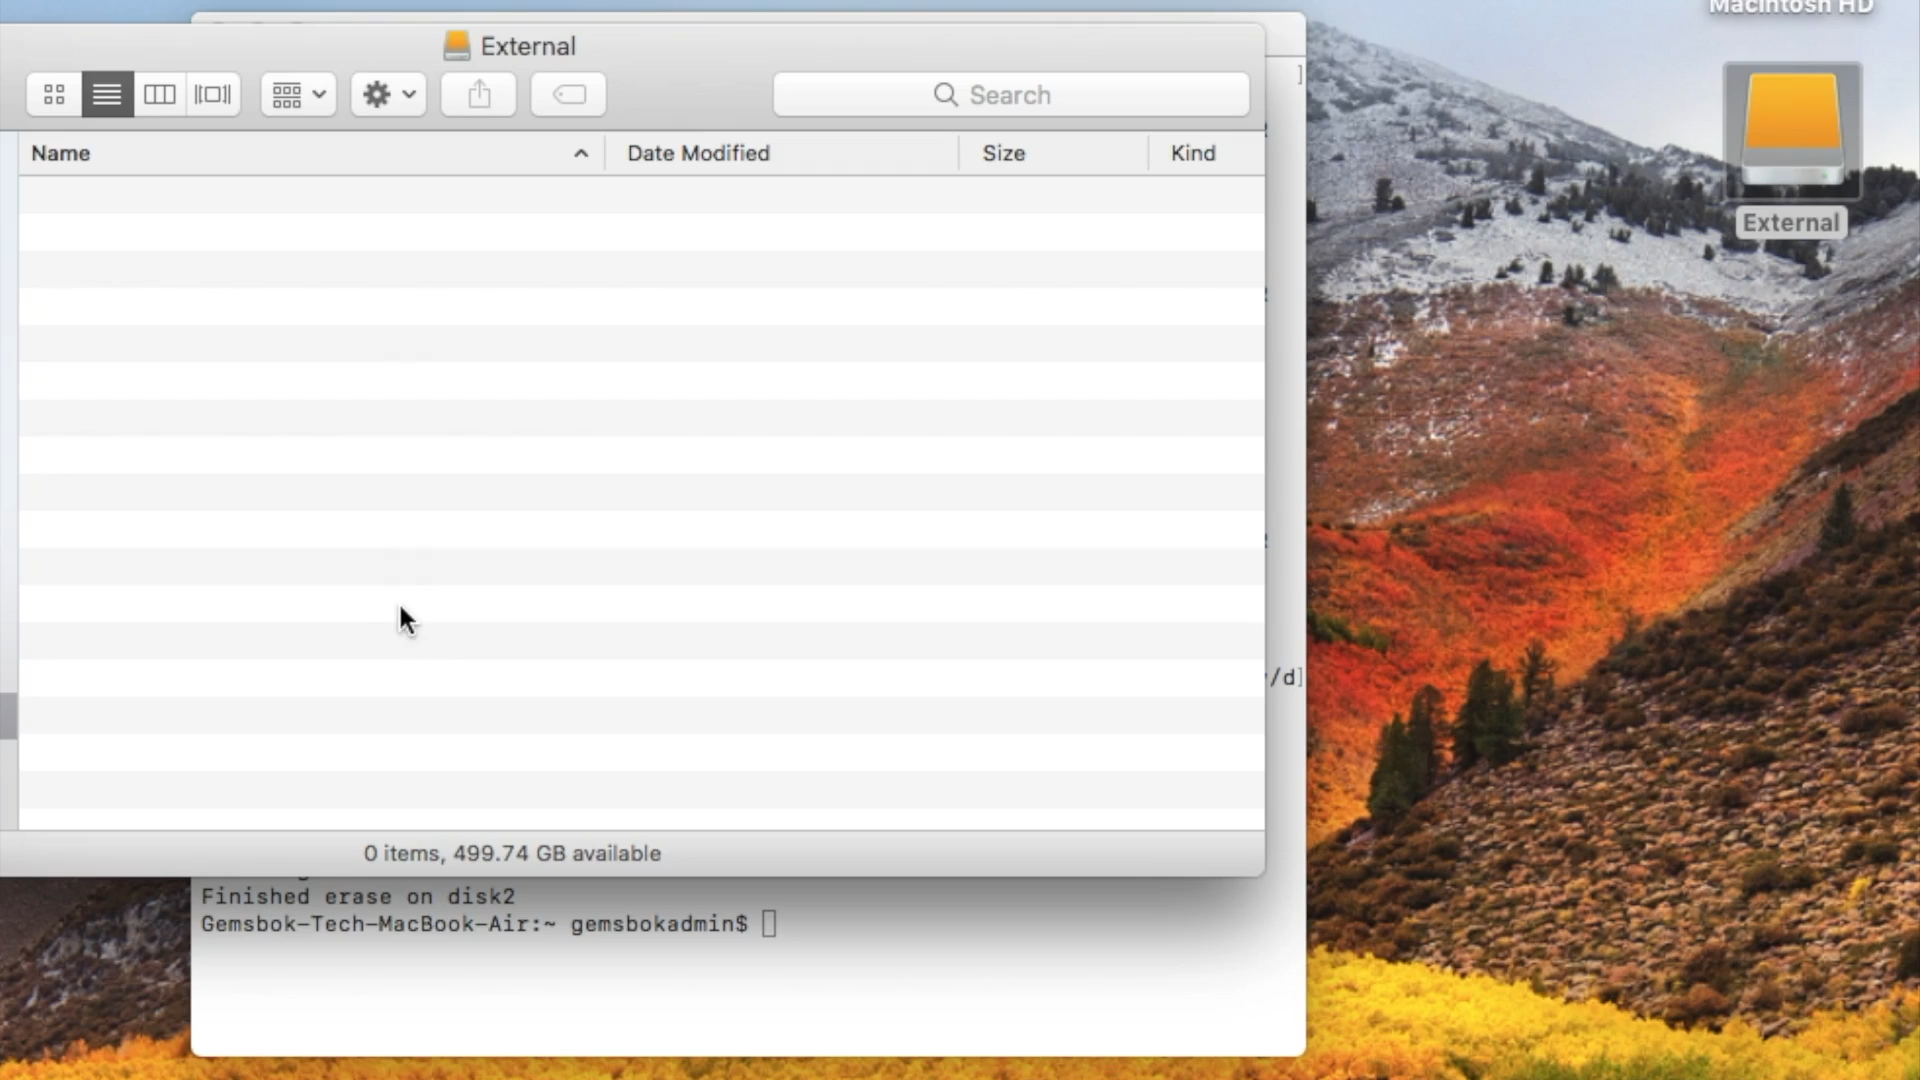 Macintosh HD
External
Search
Name
Date Modified
Size
Kind
External
/d]
0 items, 499.74 GB available
Finished erase on disk2
Gemsbok-Tech-MacBook-Air:~ gemsbokadmin$